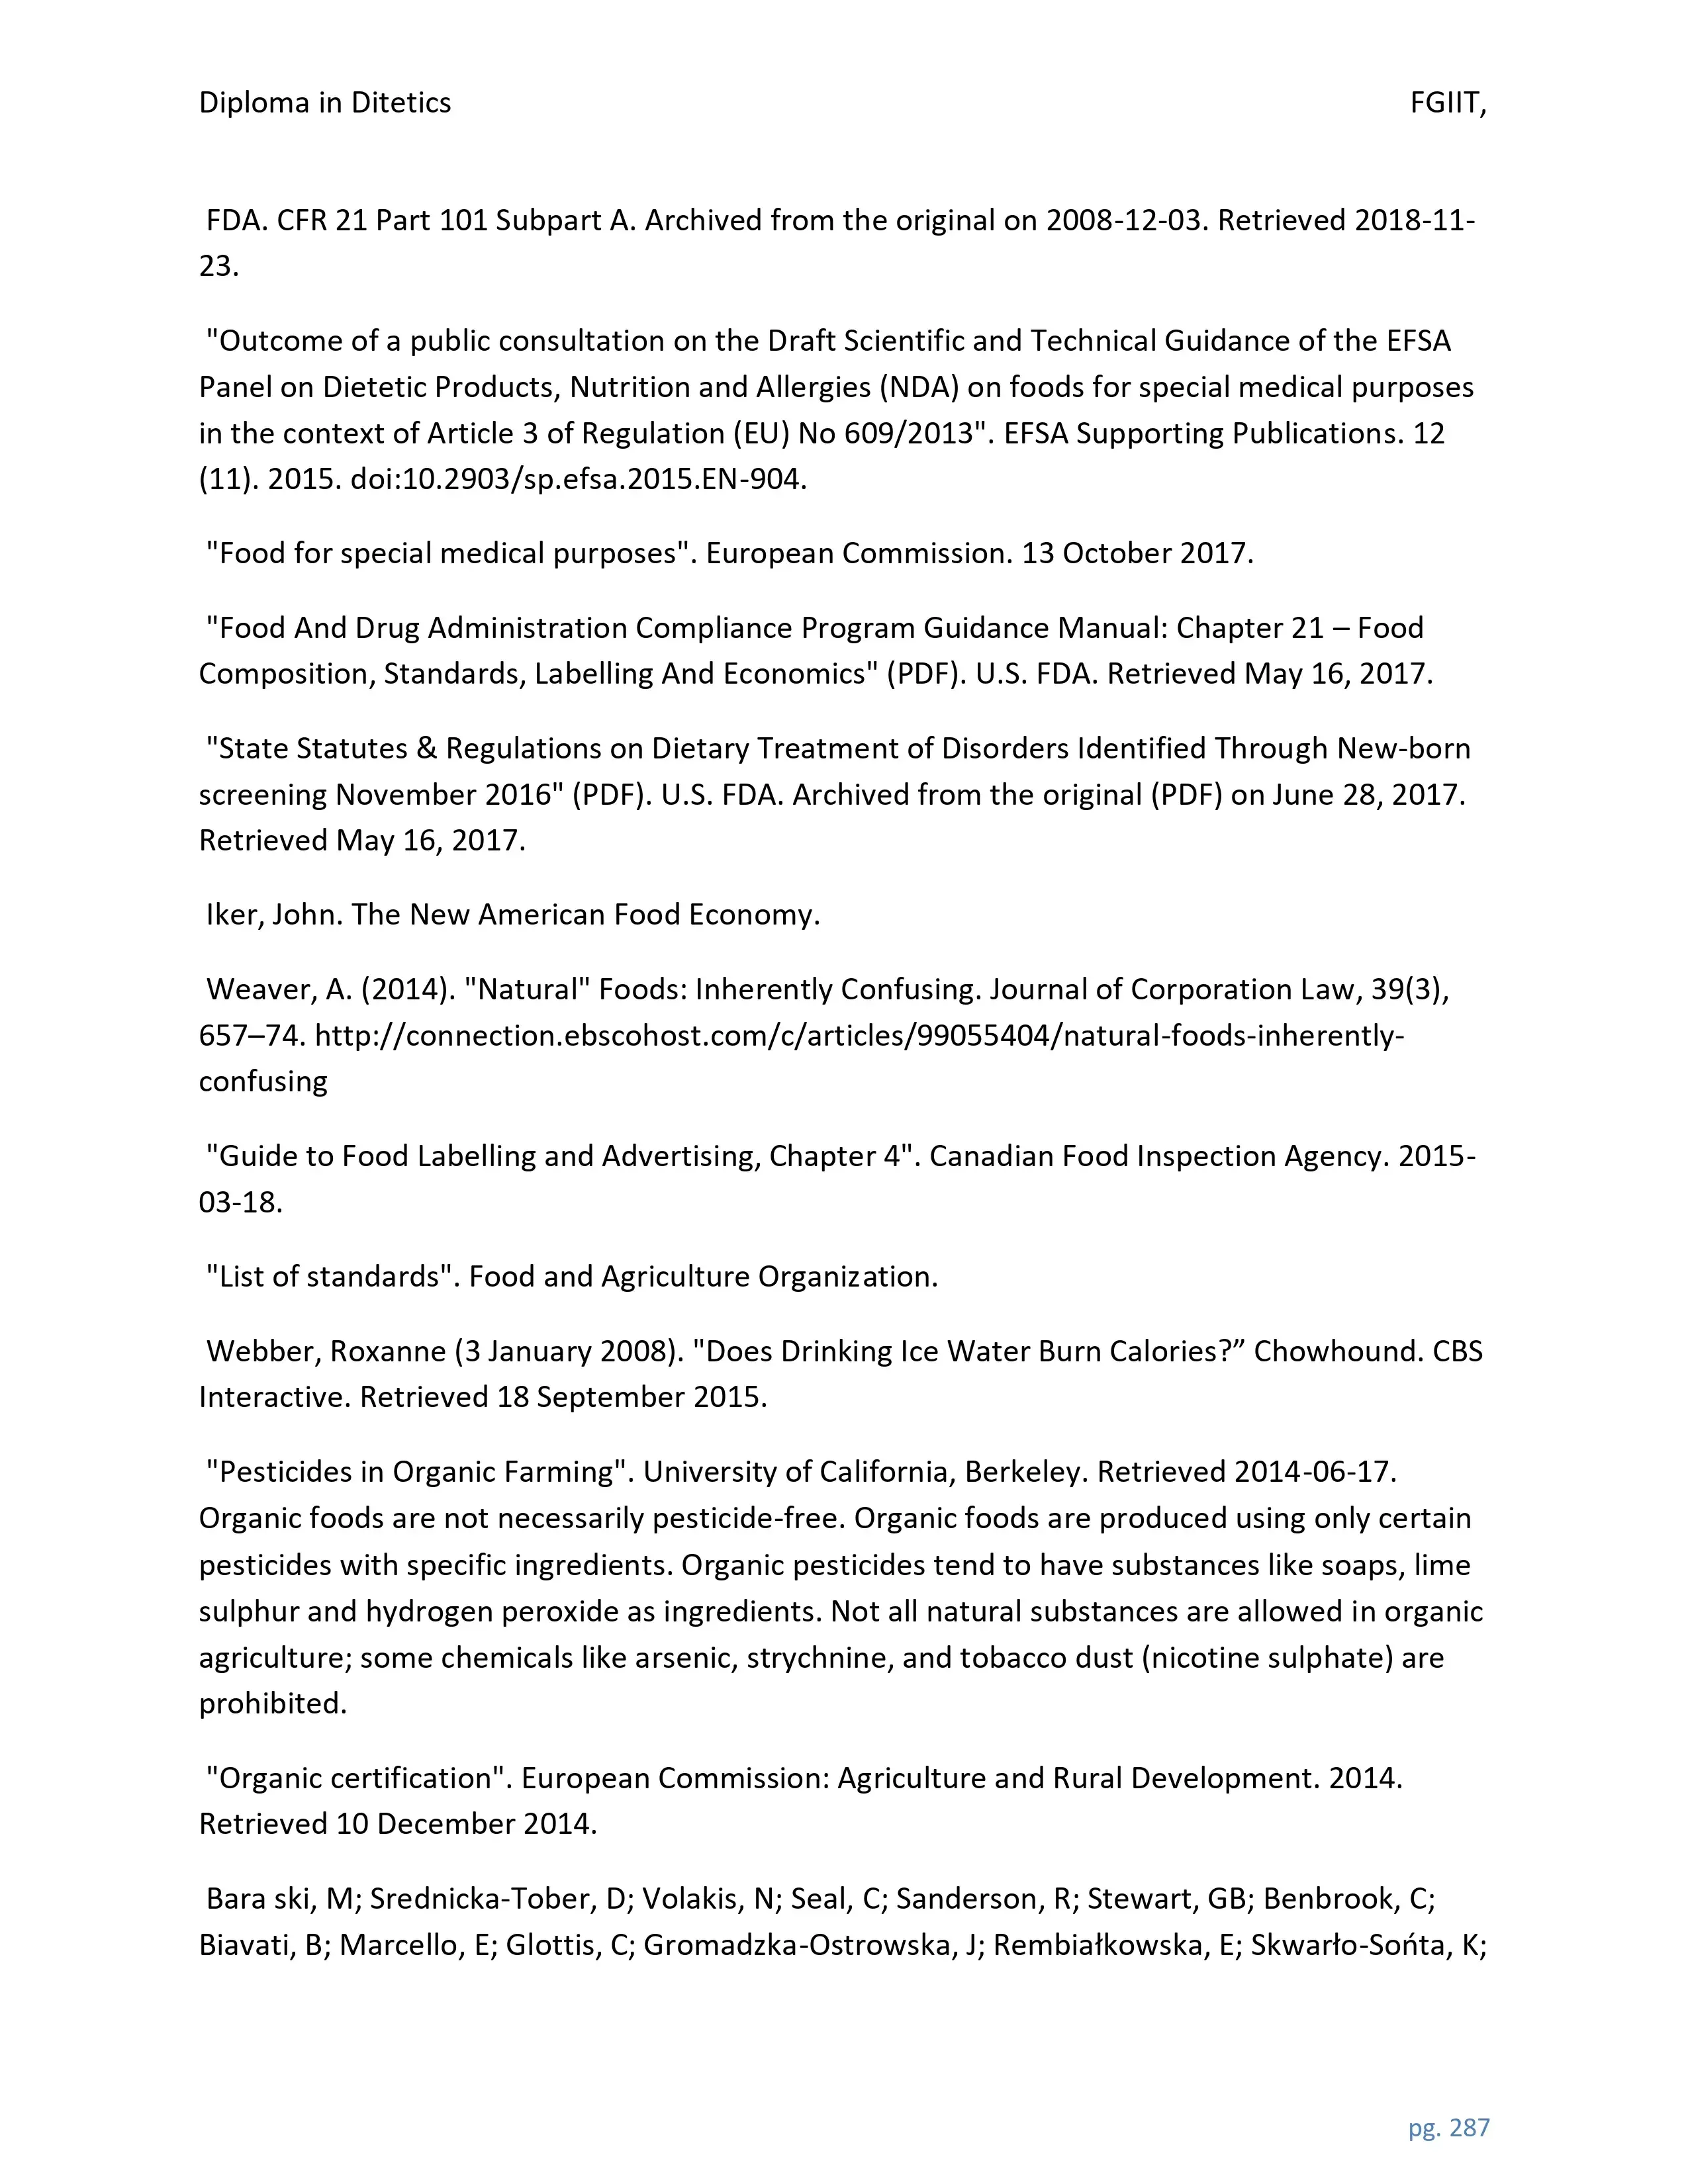 Diploma in Ditetics FGIIT,
FDA. CFR 21 Part 101 Subpart A. Archived from the original on 2008-12-03. Retrieved 2018-11-
23.
"Outcome of a public consultation on the Draft Scientific and Technical Guidance of the EFSA
Panel on Dietetic Products, Nutrition and Allergies (NDA) on foods for special medical purposes
in the context of Article 3 of Regulation (EU) No 609/2013". EFSA Supporting Publications. 12
(11). 2015. doi:10.2903/sp.efsa.2015.EN-904.
"Food for special medical purposes". European Commission. 13 October 2017.
"Food And Drug Administration Compliance Program Guidance Manual: Chapter 21 – Food
Composition, Standards, Labelling And Economics" (PDF). U.S. FDA. Retrieved May 16, 2017.
"State Statutes & Regulations on Dietary Treatment of Disorders Identified Through New-born
screening November 2016" (PDF). U.S. FDA. Archived from the original (PDF) on June 28, 2017.
Retrieved May 16, 2017.
Iker, John. The New American Food Economy.
Weaver, A. (2014). "Natural" Foods: Inherently Confusing. Journal of Corporation Law, 39(3),
657–74. http://connection.ebscohost.com/c/articles/99055404/natural-foods-inherently-
confusing
"Guide to Food Labelling and Advertising, Chapter 4". Canadian Food Inspection Agency. 2015-
03-18.
"List of standards". Food and Agriculture Organization.
Webber, Roxanne (3 January 2008). "Does Drinking Ice Water Burn Calories?” Chowhound. CBS
Interactive. Retrieved 18 September 2015.
"Pesticides in Organic Farming". University of California, Berkeley. Retrieved 2014-06-17.
Organic foods are not necessarily pesticide-free. Organic foods are produced using only certain
pesticides with specific ingredients. Organic pesticides tend to have substances like soaps, lime
sulphur and hydrogen peroxide as ingredients. Not all natural substances are allowed in organic
agriculture; some chemicals like arsenic, strychnine, and tobacco dust (nicotine sulphate) are
prohibited.
"Organic certification". European Commission: Agriculture and Rural Development. 2014.
Retrieved 10 December 2014.
Bara ski, M; Srednicka-Tober, D; Volakis, N; Seal, C; Sanderson, R; Stewart, GB; Benbrook, C;
Biavati, B; Marcello, E; Glottis, C; Gromadzka-Ostrowska, J; Rembiałkowska, E; Skwarło-Sońta, K;
pg. 287